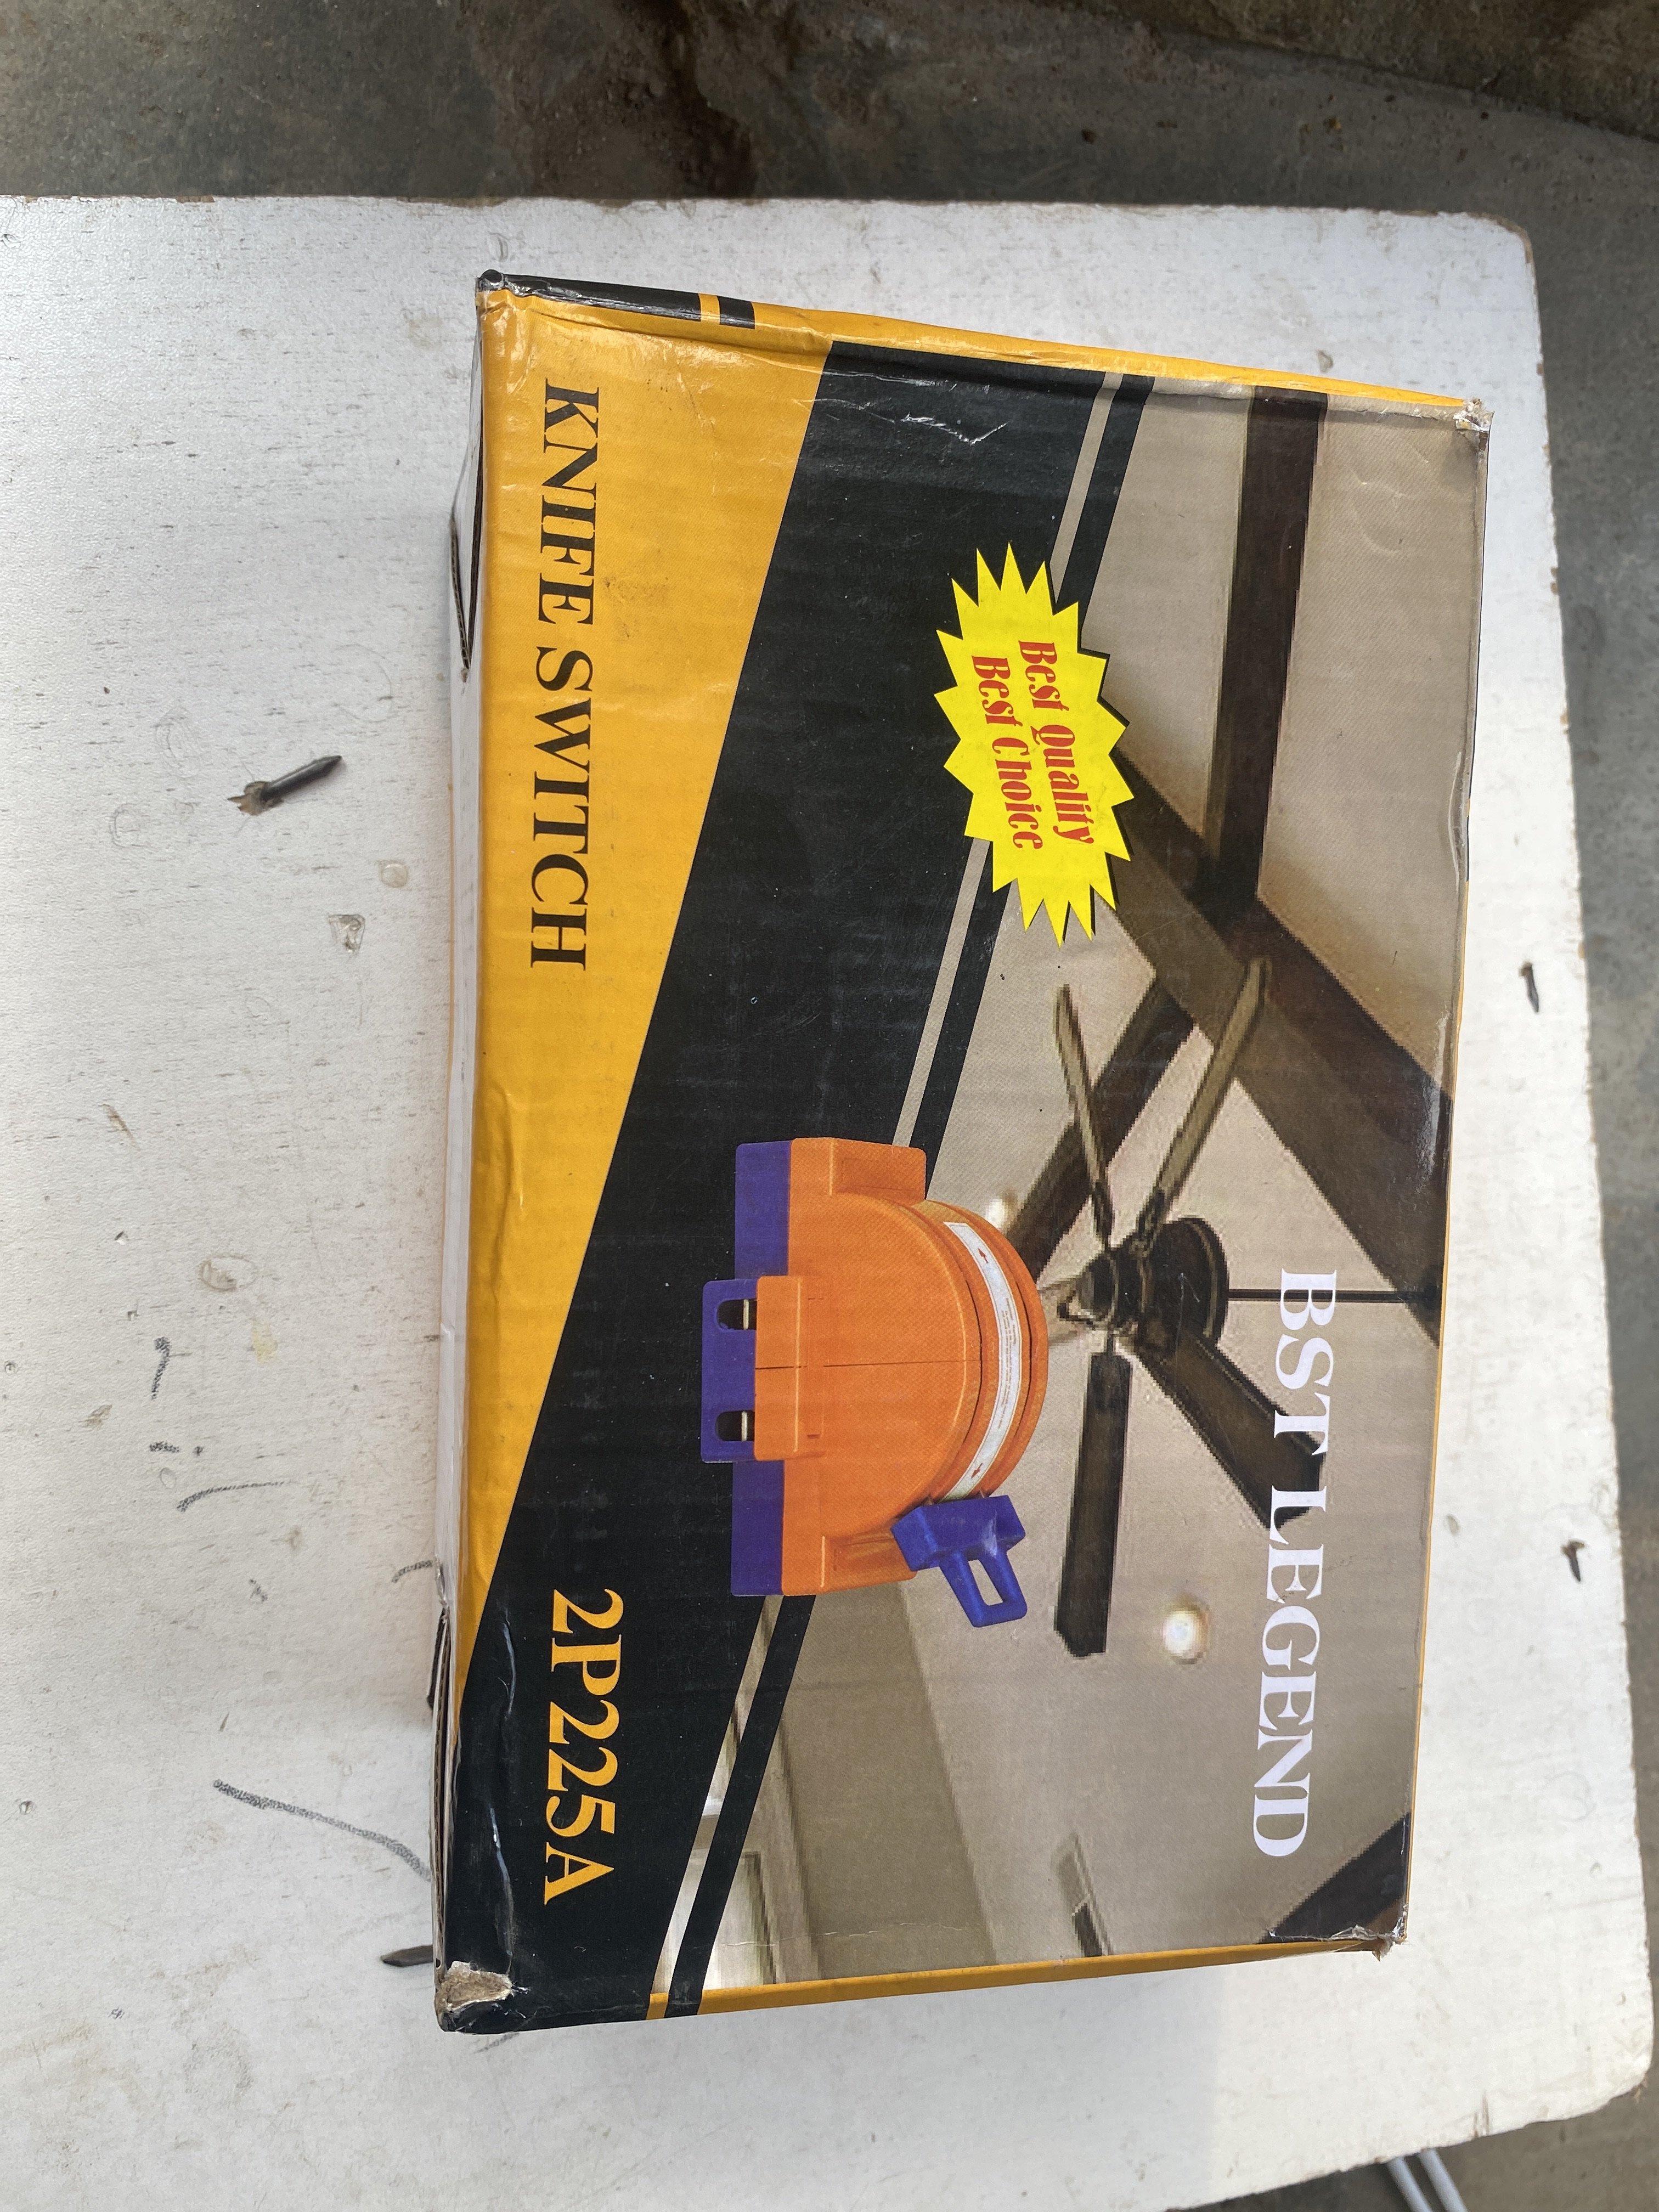 BST LEGEND
Best Quality
Best Choice
KNIFE SWITCH
2P225A